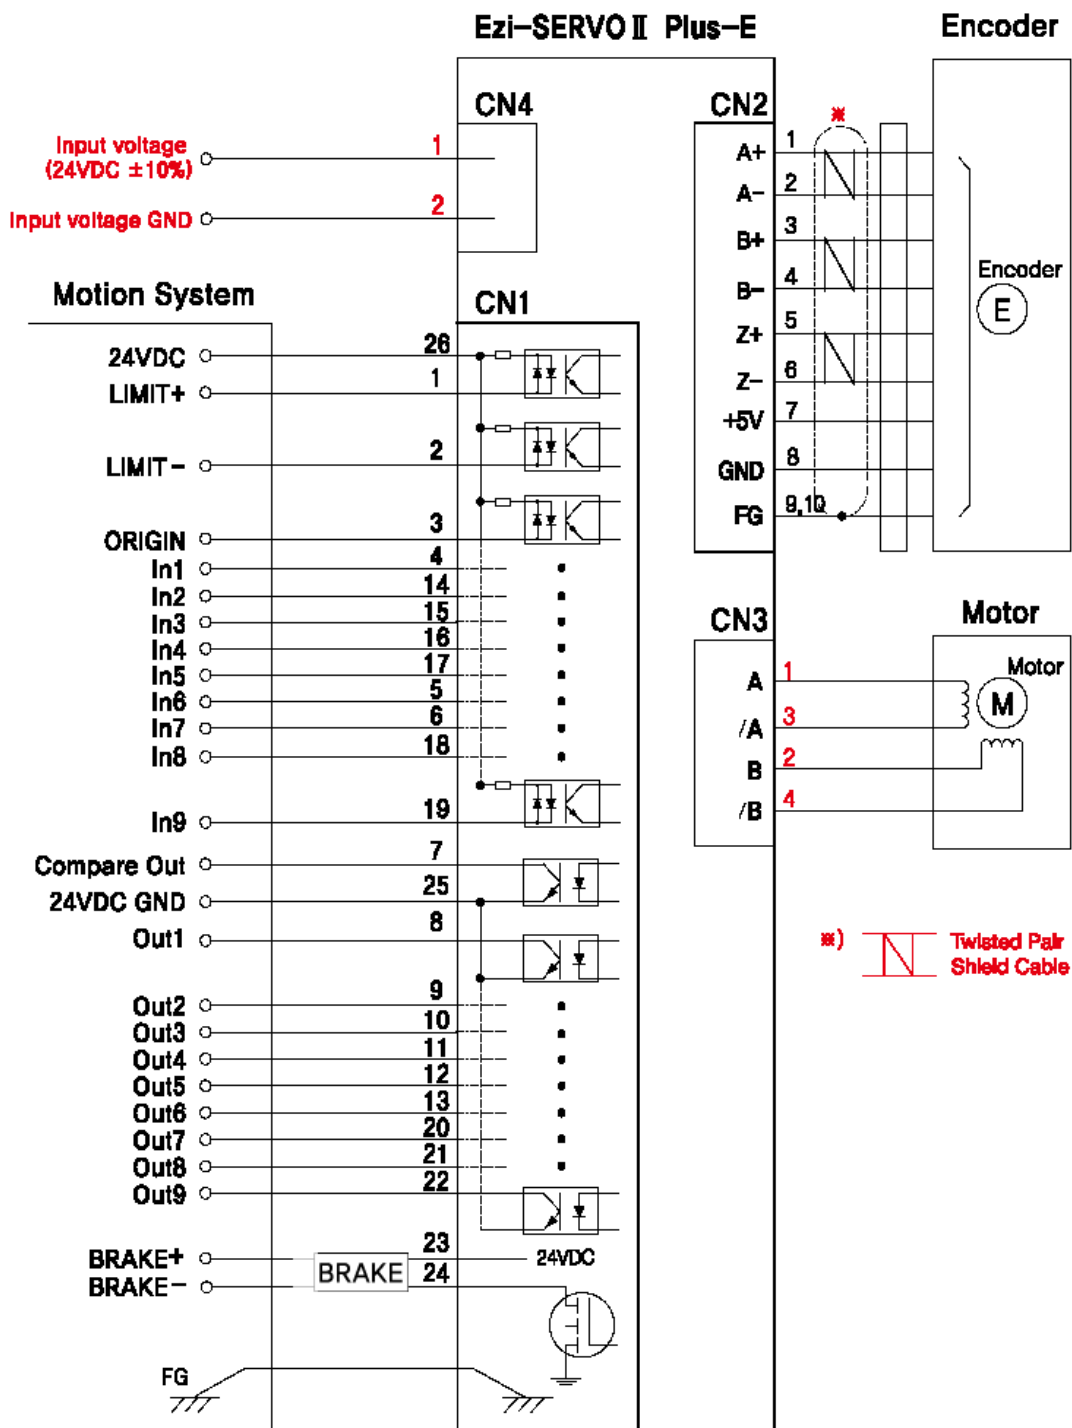 Ezi-SERVOⅡ Plus-E
Encoder
CN4
Input voltage
(24VDC ±10%)
1
Input voltage GND
2
CN2
※
A+ 1
A- 2
B+ 3
B- 4
Z+ 5
Z- 6
+5V 7
GND 8
FG 9,10
Encoder
E
Motion System
CN1
24VDC 26
LIMIT+ 1
LIMIT- 2
ORIGIN 3
In1 4
In2 14
In3 15
In4 16
In5 17
In6 5
In7 6
In8 18
In9 19
Compare Out 7
24VDC GND 25
Out1 8
Out2 9
Out3 10
Out4 11
Out5 12
Out6 13
Out7 20
Out8 21
Out9 22
BRAKE+ 23
24VDC
BRAKE- 24
BRAKE
FG
CN3
Motor
A 1
/A 3
B 2
/B 4
Motor
M
※)
Twisted Pair
Shield Cable